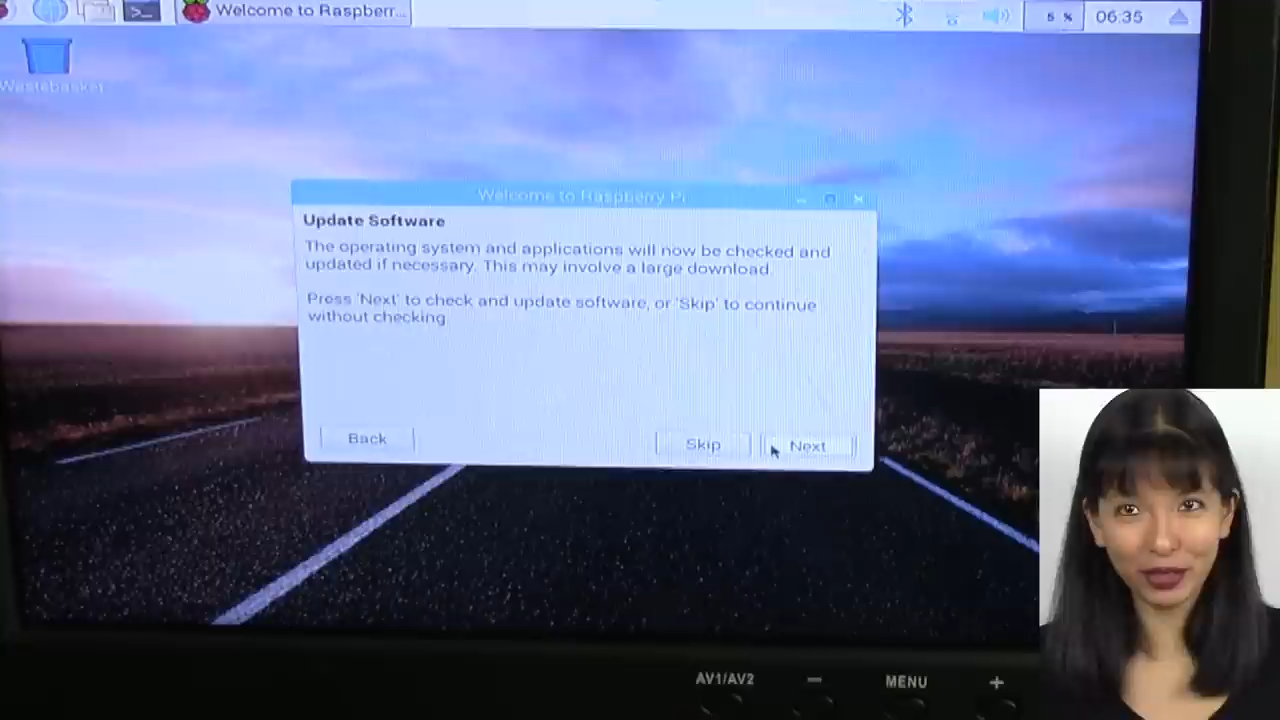 Welcome to Raspberr...
5 %
06:35
Wastebasket
Welcome to Raspberry Pi
Update Software
The operating system and applications will now be checked and
updated if necessary. This may involve a large download.
Press 'Next' to check and update software, or 'Skip' to continue
without checking
Back
Skip
Next
AV1/AV2
MENU